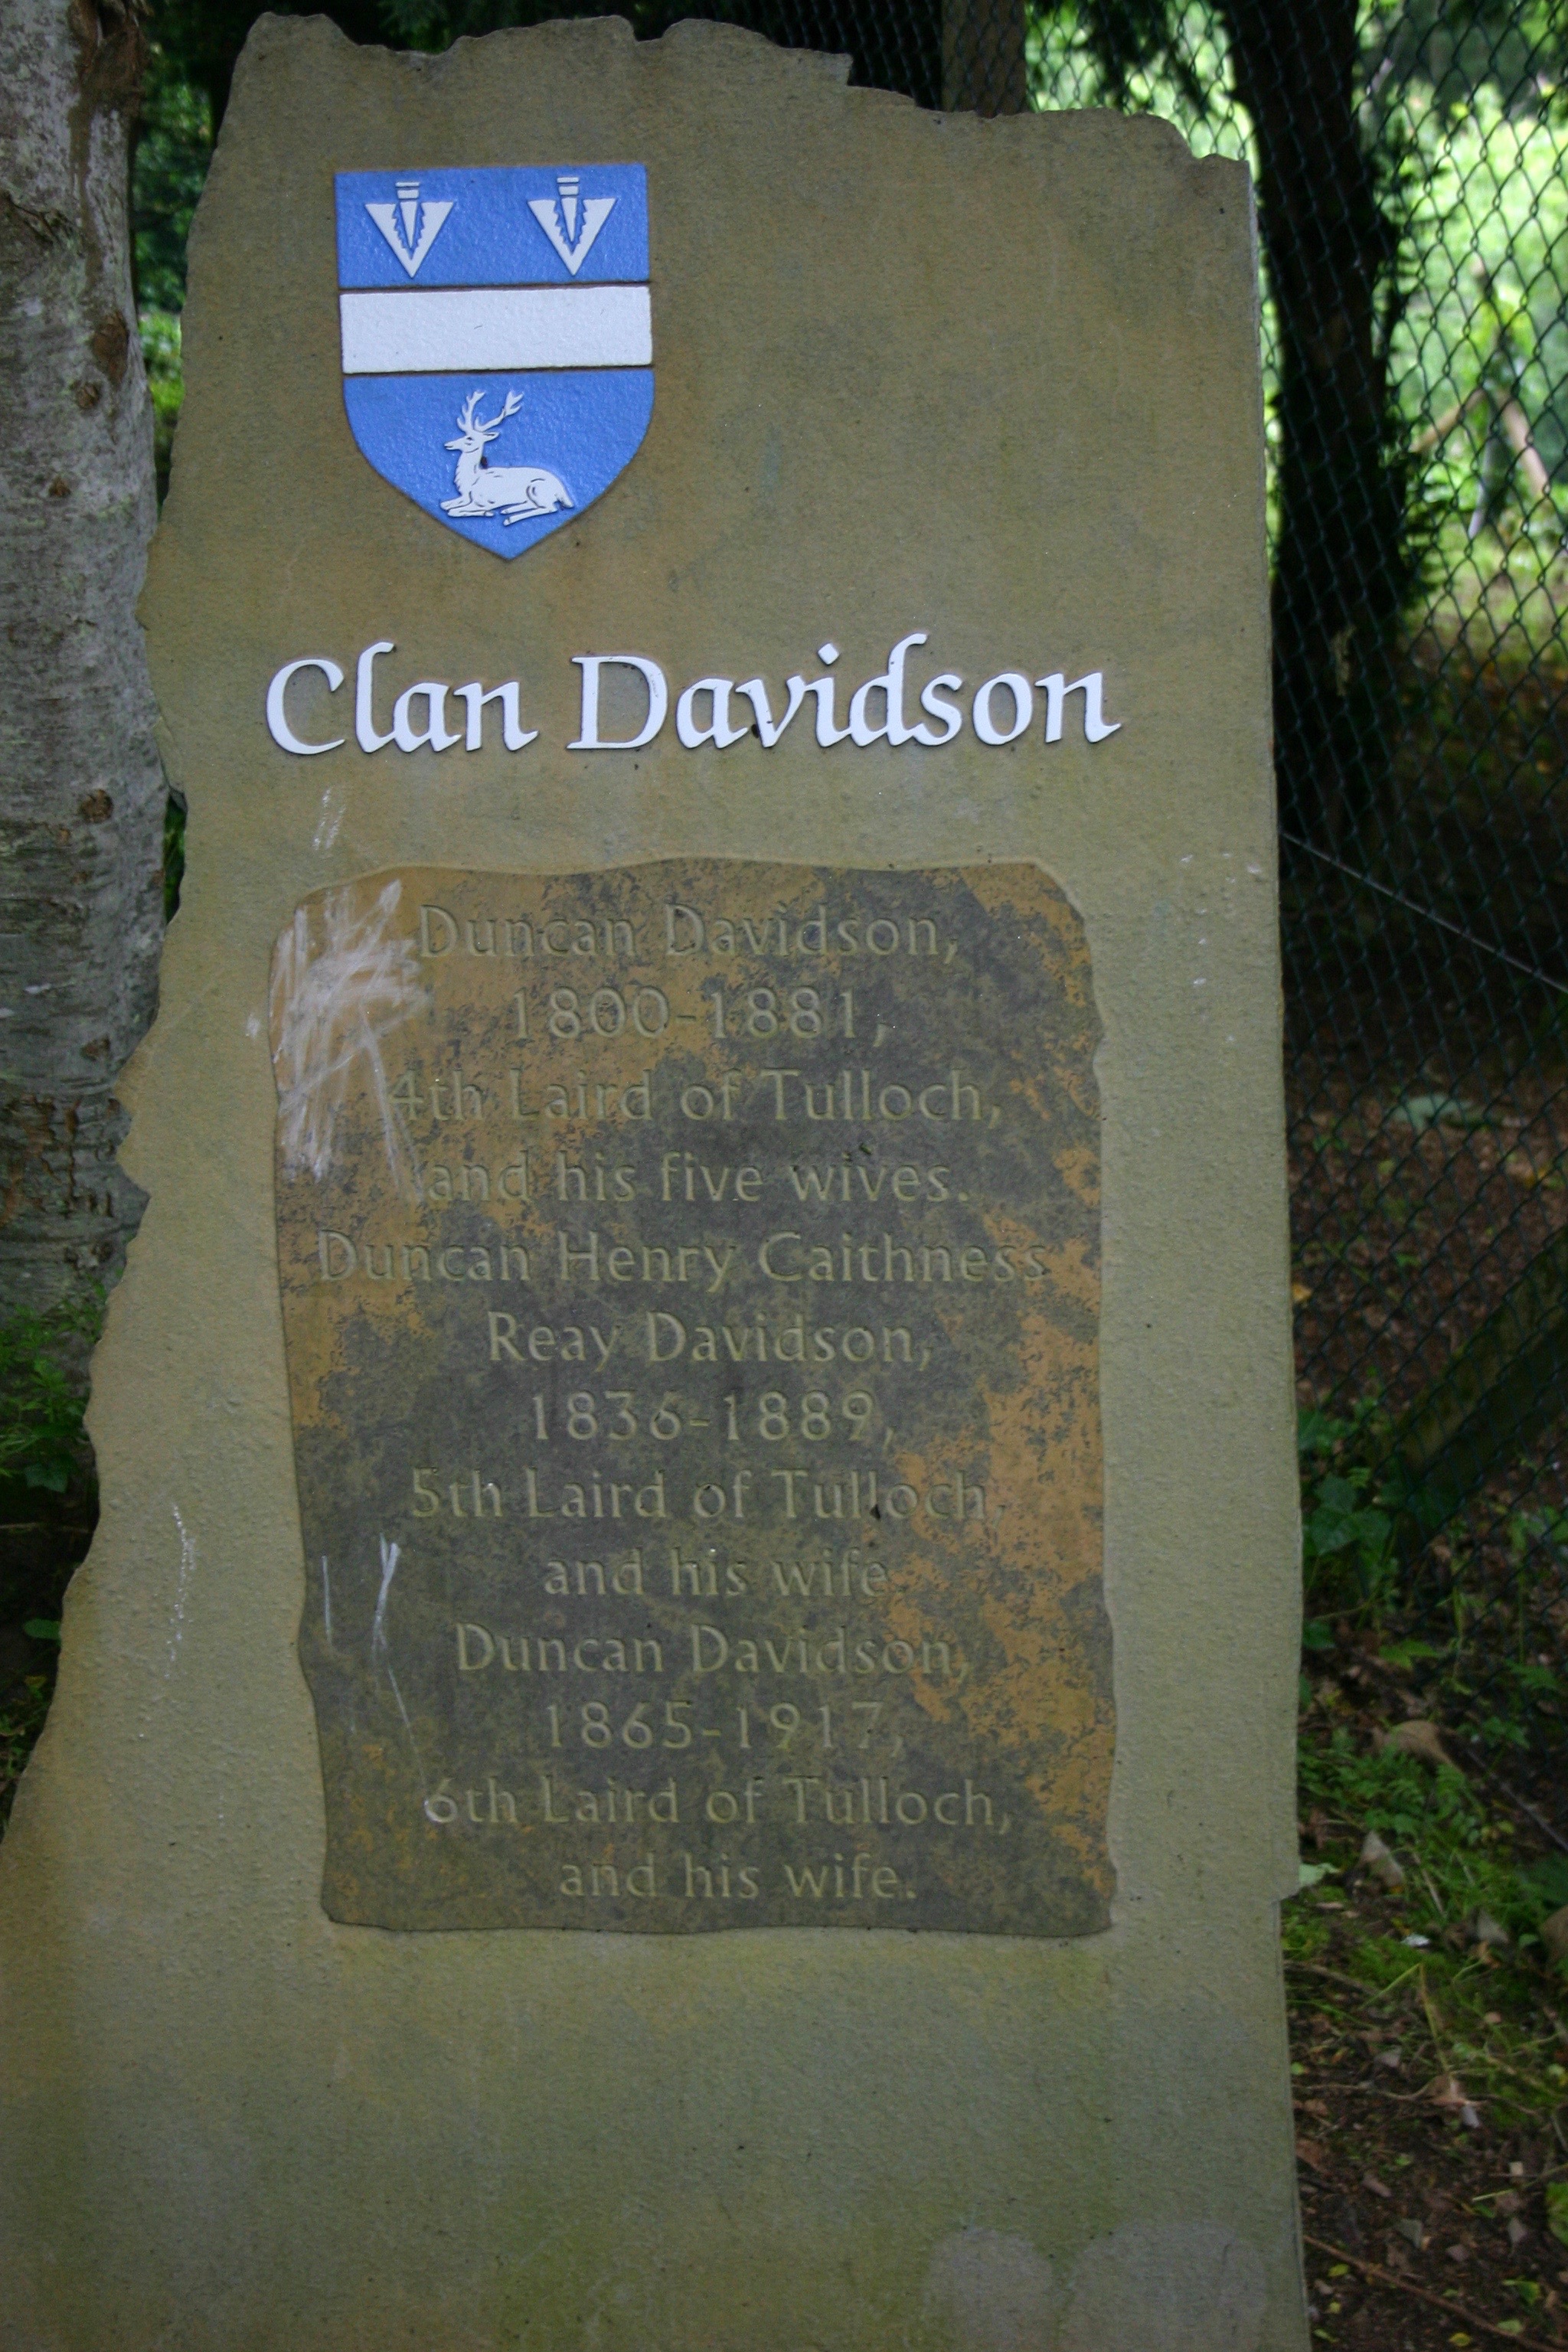 Clan Davidson
Duncan Davidson,
1800-1881,
4th Laird of Tulloch,
and his five wives.
Duncan Henry Caithness
Reay Davidson,
1836-1889,
5th Laird of Tulloch,
and his wife
Duncan Davidson,
1865-1917,
6th Laird of Tulloch,
and his wife.